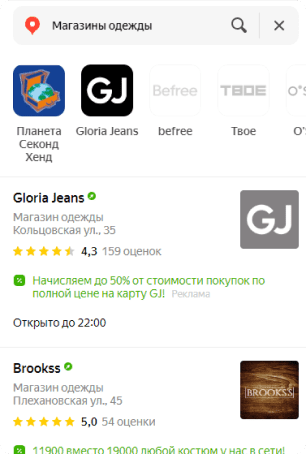 Магазины одежды
GJ
Befree
ТВОЕ
O'S
Планета Секонд Хенд
Gloria Jeans
befree
Твое
O'
Gloria Jeans
GJ
Магазин одежды
Кольцовская ул., 35
4,3 159 оценок
Начисляем до 50% от стоимости покупок по
полной цене на карту GJ! Реклама
Открыто до 22:00
Brookss
BROOKS'S
Магазин одежды
Плехановская ул., 45
5,0 54 оценки
11900 вместо 19000 любой костюм у нас в сети!